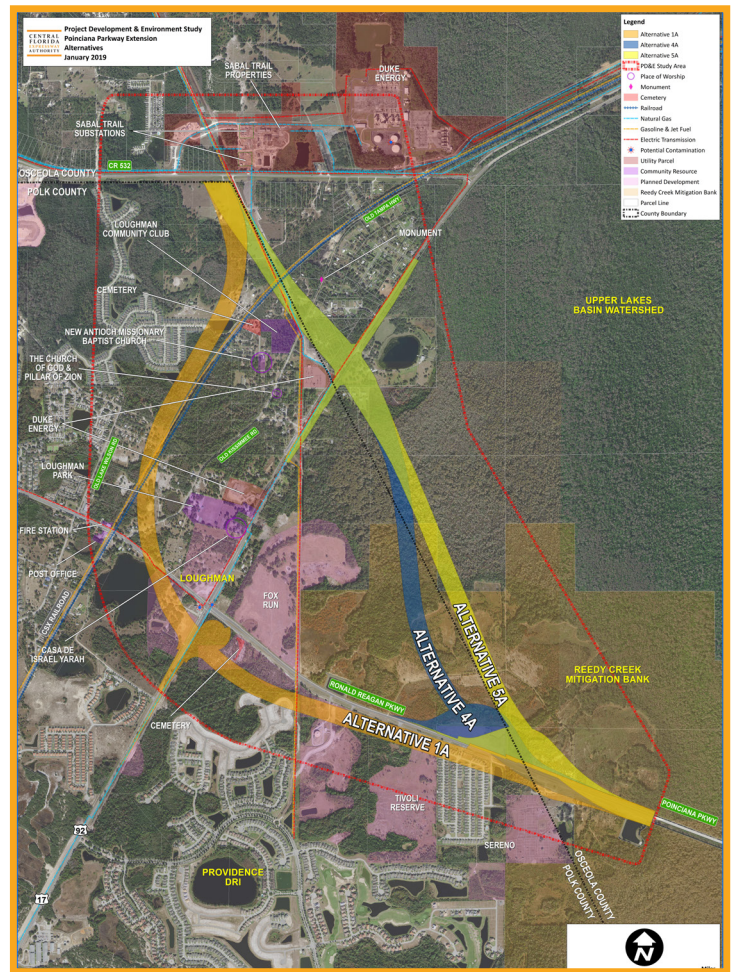 CENTRAL
FLORIDA
EXPRESSWAY
AUTHORITY
Project Development & Environment Study
Poinciana Parkway Extension
Alternatives
January 2019
Legend
Alternative 1A
Alternative 4A
Alternative 5A
PD&E Study Area
Place of Worship
Monument
Cemetery
Railroad
Natural Gas
Gasoline & Jet Fuel
Electric Transmission
Potential Contamination
Utility Parcel
Community Resource
Planned Development
Reedy Creek Mitigation Bank
Parcel Line
County Boundary
SABAL TRAIL
PROPERTIES
DUKE
ENERGY
SABAL TRAIL
SUBSTATIONS
CR 532
OSCEOLA COUNTY
POLK COUNTY
OLD TAMPA HWY
LOUGHMAN
COMMUNITY CLUB
MONUMENT
CEMETERY
UPPER LAKES
BASIN WATERSHED
NEW ANTIOCH MISSIONARY
BAPTIST CHURCH
THE CHURCH
OF GOD &
PILLAR OF ZION
DUKE
ENERGY
OLD LAKE WILSON RD
OLD KISSIMMEE RD
LOUGHMAN
PARK
FIRE STATION
POST OFFICE
LOUGHMAN
FOX
RUN
CSX RAILROAD
CASA DE
ISRAEL YARAH
ALTERNATIVE 4A
ALTERNATIVE 5A
REEDY CREEK
MITIGATION BANK
RONALD REAGAN PKWY
CEMETERY
ALTERNATIVE 1A
TIVOLI
RESERVE
POINCIANA PKWY
92
SERENO
PROVIDENCE
DRI
OSCEOLA COUNTY
POLK COUNTY
17
N